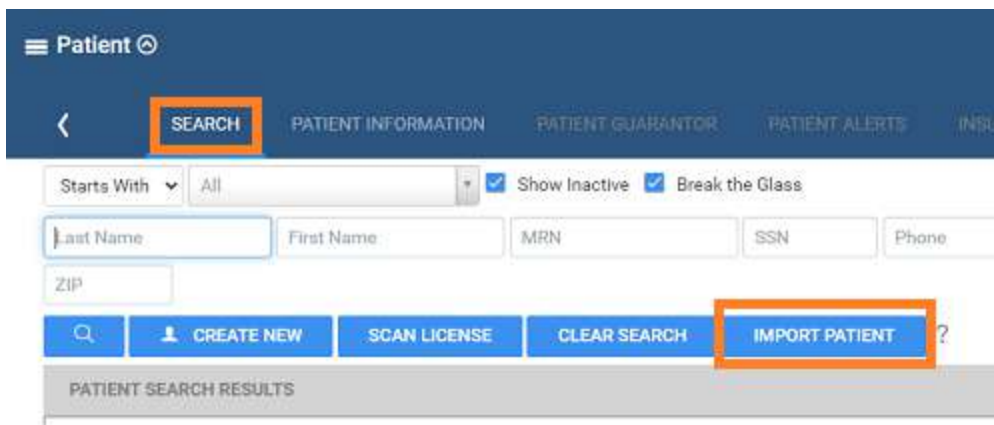 Patient
SEARCH PATIENT INFORMATION PATIENT GUARANTOR PATIENT ALERTS INSU
Starts With All Show Inactive Break the Glass
Last Name First Name MRN SSN Phone
ZIP
CREATE NEW SCAN LICENSE CLEAR SEARCH IMPORT PATIENT ?
PATIENT SEARCH RESULTS